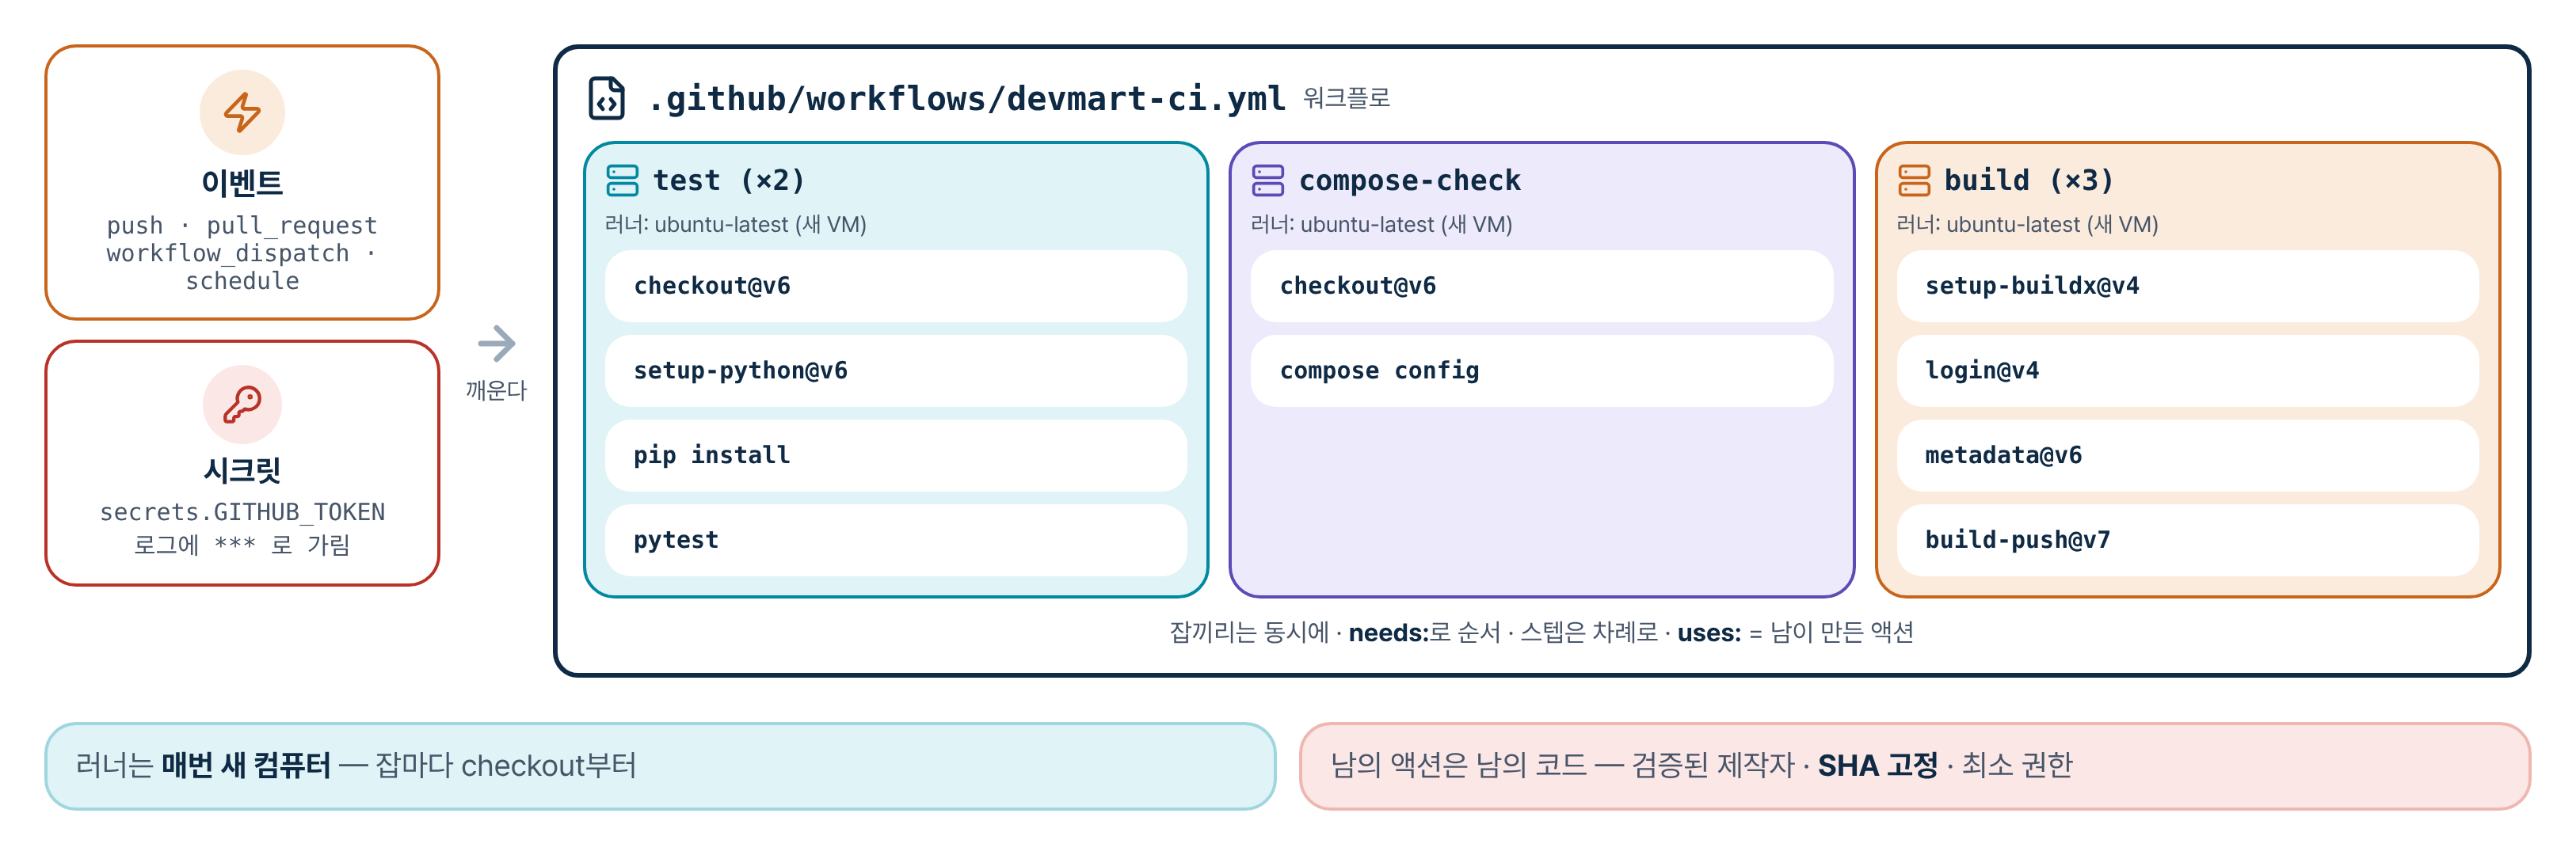 이벤트
push · pull_request
workflow_dispatch ·
schedule
시크릿
secrets.GITHUB_TOKEN
로그에 *** 로 가림
깨운다
.github/workflows/devmart-ci.yml 워크플로
test (×2)
러너: ubuntu-latest (새 VM)
checkout@v6
setup-python@v6
pip install
pytest
compose-check
러너: ubuntu-latest (새 VM)
checkout@v6
compose config
build (×3)
러너: ubuntu-latest (새 VM)
setup-buildx@v4
login@v4
metadata@v6
build-push@v7
잡끼리는 동시에 · needs:로 순서 · 스텝은 차례로 · uses: = 남이 만든 액션
러너는 매번 새 컴퓨터 — 잡마다 checkout부터
남의 액션은 남의 코드 — 검증된 제작자 · SHA 고정 · 최소 권한